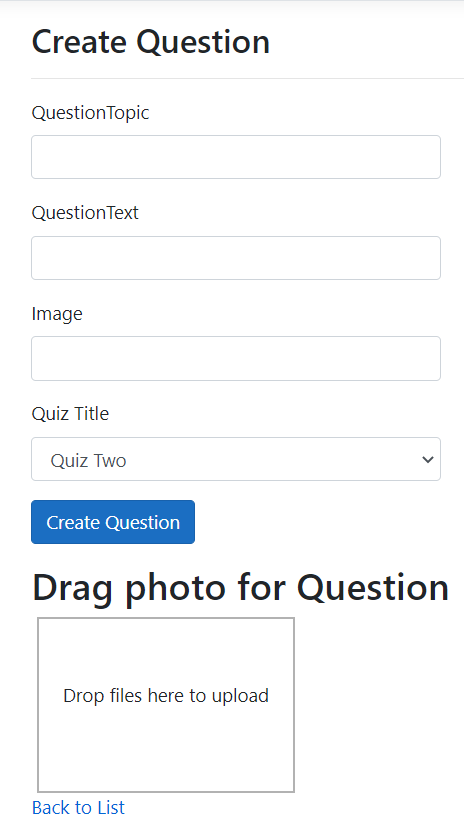 Create Question
QuestionTopic
QuestionText
Image
Quiz Title
Quiz Two
Create Question
Drag photo for Question
Drop files here to upload
Back to List